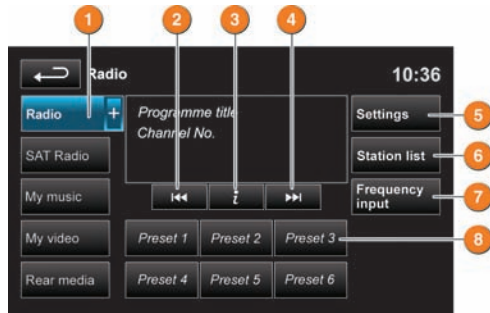 1
2
3
4
Radio
10:36
Radio +
Programme title
Channel No.
Settings
5
SAT Radio
Station list
6
My music
i
Frequency
input
7
My video
Preset 1
Preset 2
Preset 3
8
Rear media
Preset 4
Preset 5
Preset 6